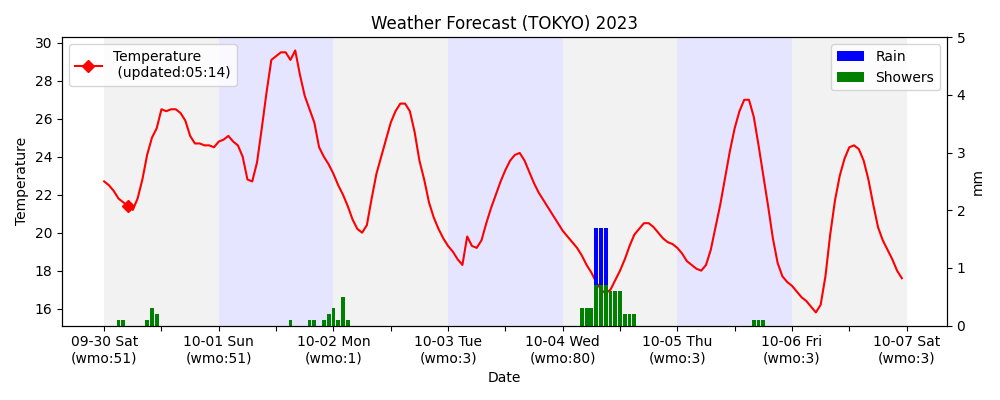 Weather Forecast (TOKYO) 2023
Temperature
(updated:05:14)
Rain
Showers
30
28
26
24
22
20
18
16
Temperature
5
4
3
2
1
0
mm
09-30 Sat 10-01 Sun 10-02 Mon 10-03 Tue 10-04 Wed 10-05 Thu 10-06 Fri 10-07 Sat
(wmo:51) (wmo:51) (wmo:1) (wmo:3) (wmo:80) (wmo:3) (wmo:3) (wmo:3)
Date